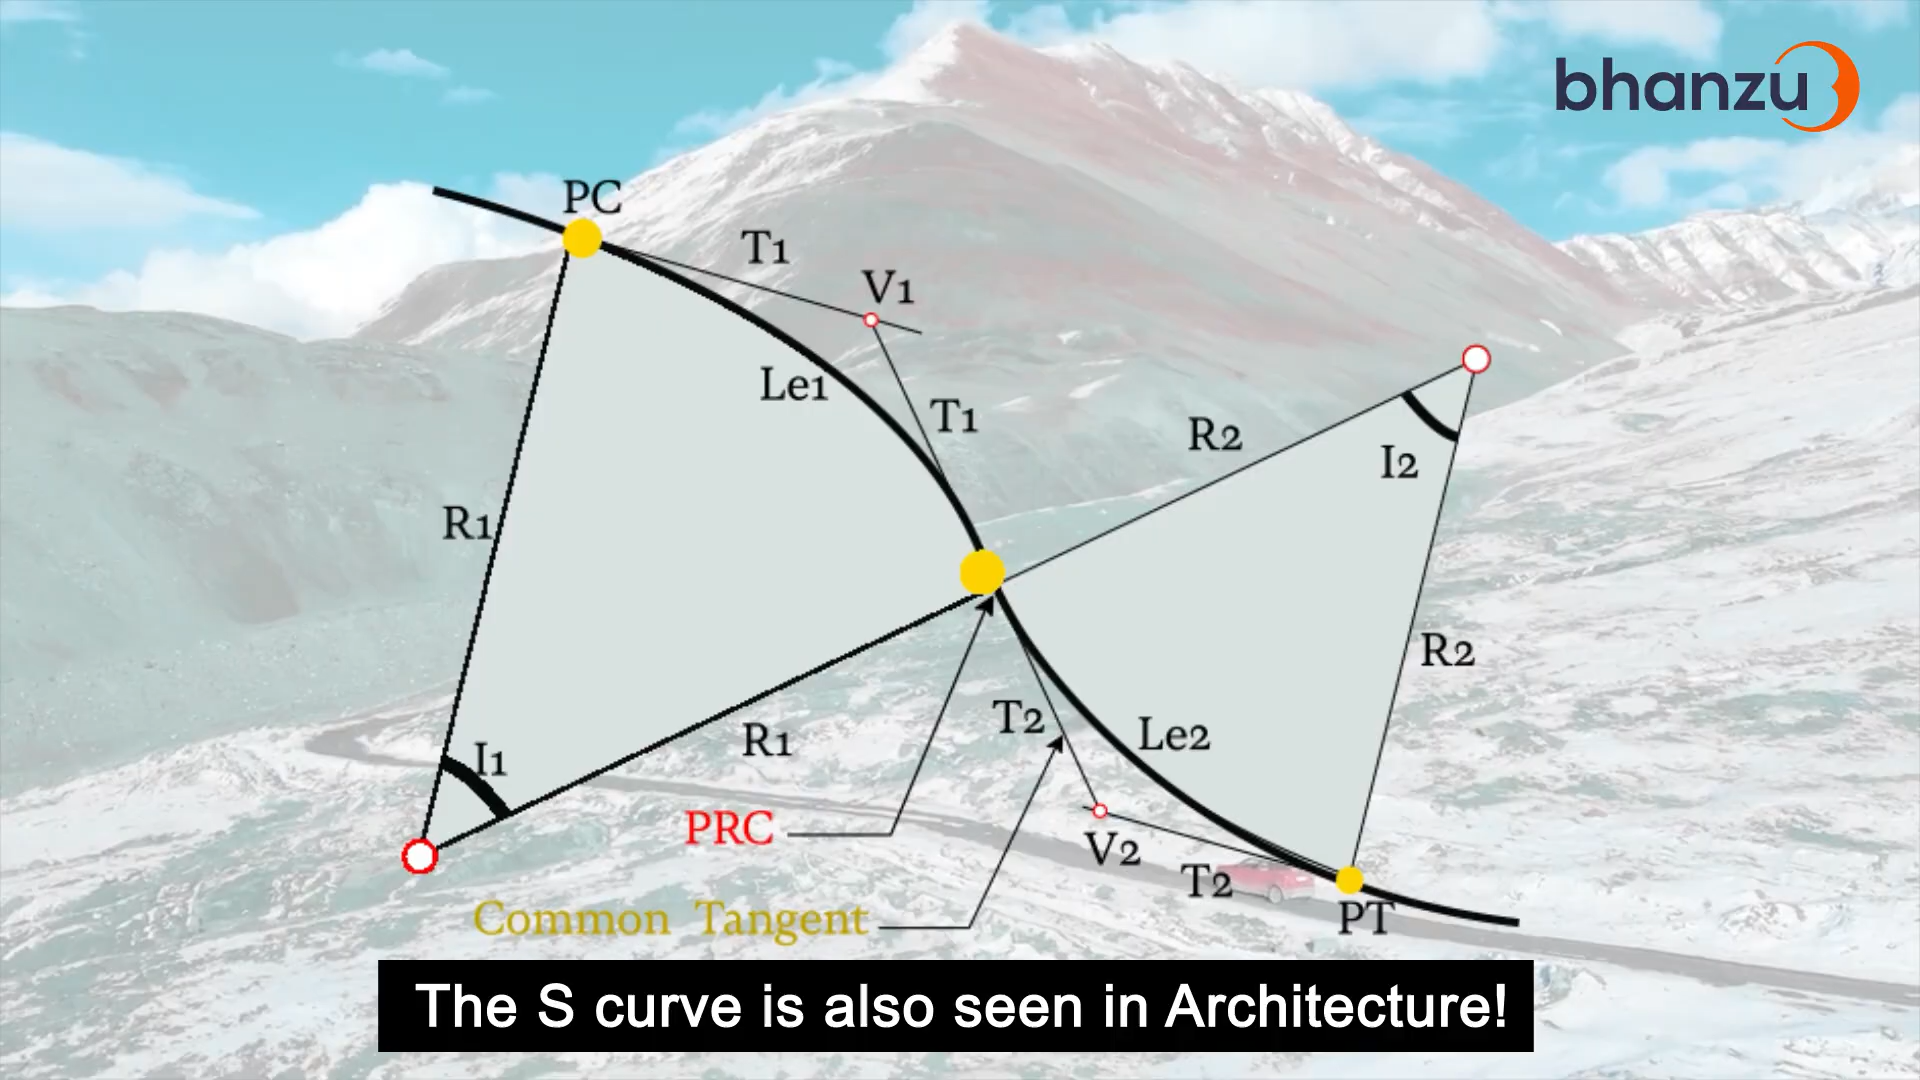 bhanzu
PC
T1
V1
Le1
T1
R2
I2
R1
R2
T2
Le2
R1
I1
PRC
V2
T2
Common Tangent
PT
The S curve is also seen in Architecture!